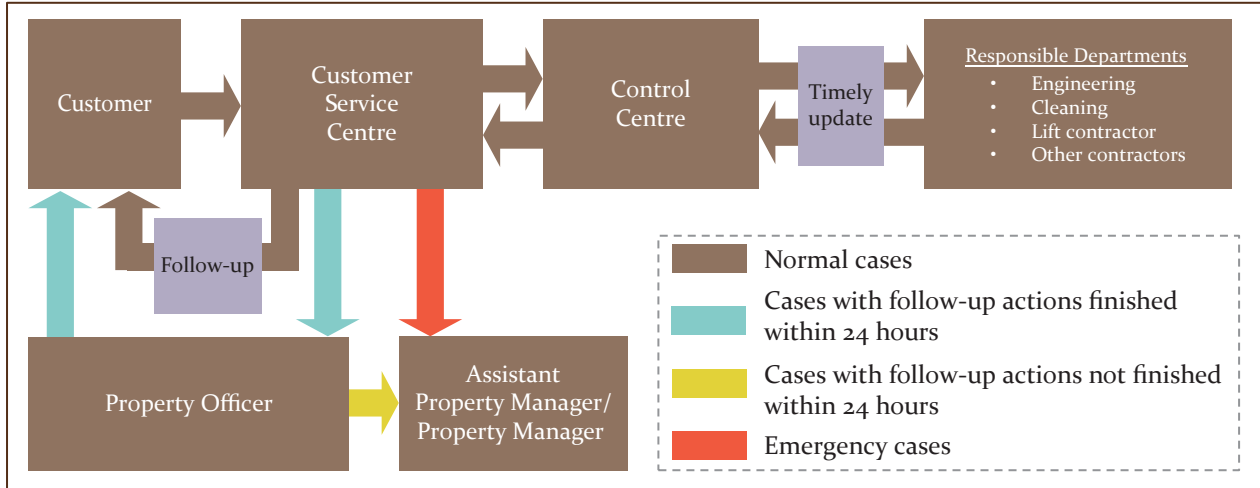 Customer
Customer
Service
Centre
Control
Centre
Timely
update
Responsible Departments
• Engineering
• Cleaning
• Lift contractor
• Other contractors
Follow-up
Property Officer
Assistant
Property Manager/
Property Manager
Normal cases
Cases with follow-up actions finished
within 24 hours
Cases with follow-up actions not finished
within 24 hours
Emergency cases